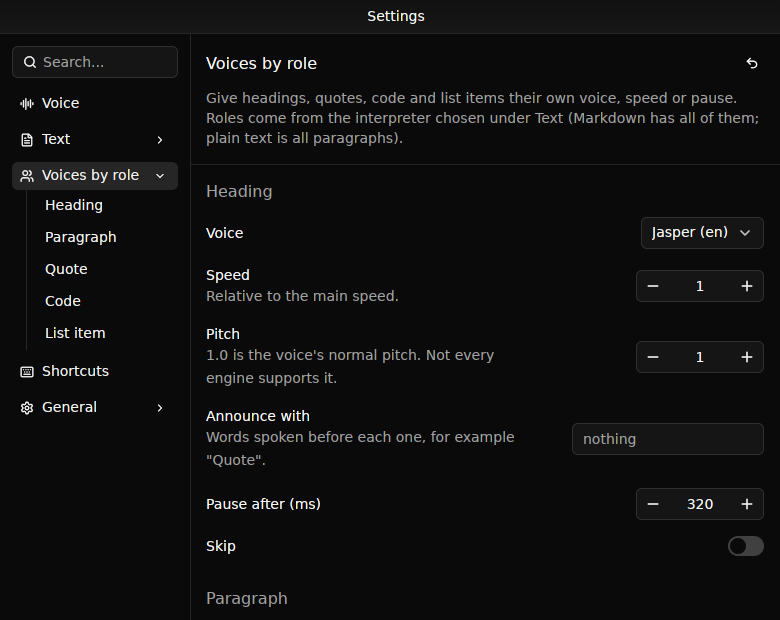 Settings
Search...
Voice
Text
Voices by role
Heading
Paragraph
Quote
Code
List item
Shortcuts
General
Voices by role
Give headings, quotes, code and list items their own voice, speed or pause.
Roles come from the interpreter chosen under Text (Markdown has all of them;
plain text is all paragraphs).
Heading
Voice
Jasper (en)
Speed
Relative to the main speed.
1
Pitch
1.0 is the voice's normal pitch. Not every
engine supports it.
1
Announce with
Words spoken before each one, for example
"Quote".
nothing
Pause after (ms)
320
Skip
Paragraph